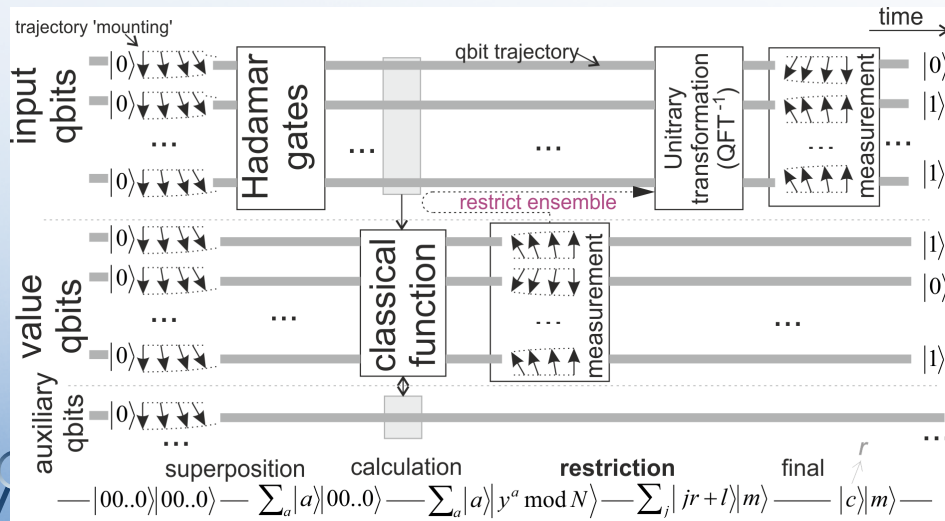 time
trajectory 'mounting'
input qbits
|0⟩
|0⟩
...
|0⟩
Hadamar gates
...
qbit trajectory
...
Unitrary transformation (QFT⁻¹)
...
measurement
|0⟩
|1⟩
...
|1⟩
restrict ensemble
value qbits
|0⟩
|0⟩
...
|0⟩
...
classical function
...
measurement
...
|1⟩
|0⟩
|1⟩
auxiliary qbits
|0⟩
...
...
superposition calculation restriction final r
|00..0⟩|00..0⟩ ∑ₐ|a⟩|00..0⟩ ∑ₐ|a⟩|yᵃ mod N⟩ ∑ⱼ|jr+l⟩|m⟩ |c⟩|m⟩